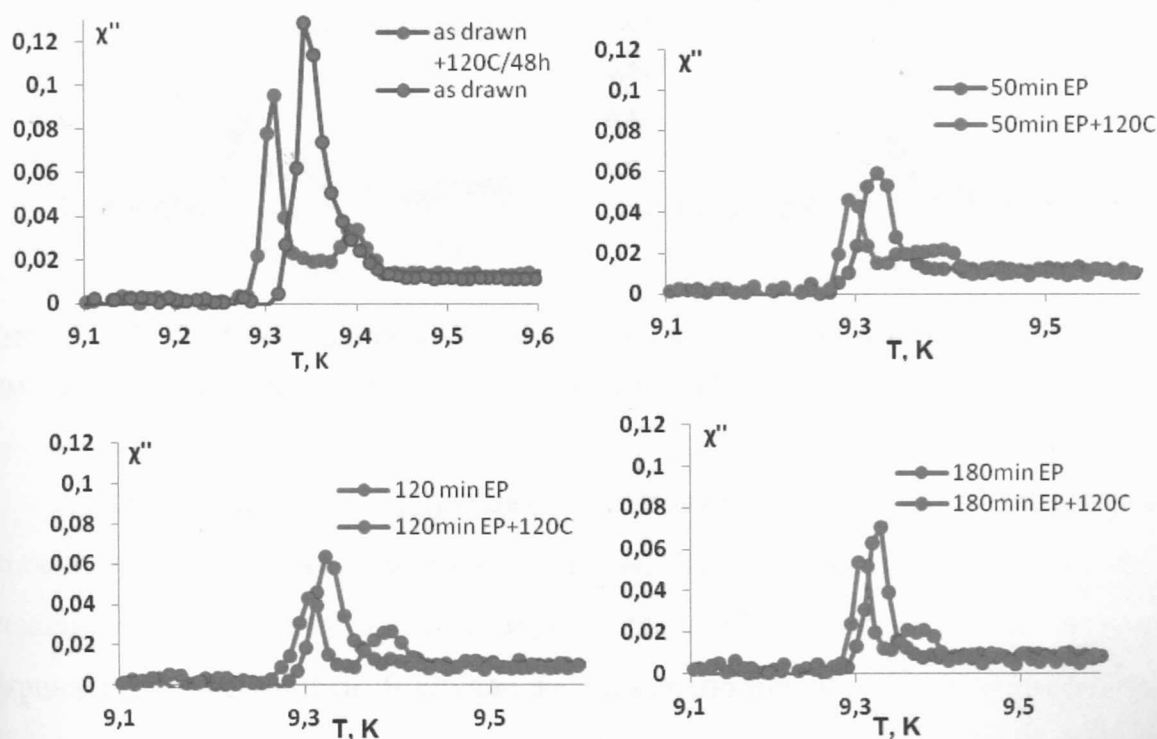 χ''
0,12
0,1
0,08
0,06
0,04
0,02
0
9,1 9,2 9,3 9,4 9,5 9,6
T, K
as drawn
+120C/48h
as drawn
χ''
0,12
0,1
0,08
0,06
0,04
0,02
0
9,1 9,3 9,5
T, K
50min EP
50min EP+120C
χ''
0,12
0,1
0,08
0,06
0,04
0,02
0
9,1 9,3 9,5
T, K
120 min EP
120min EP+120C
χ''
0,12
0,1
0,08
0,06
0,04
0,02
0
9,1 9,3 9,5
T, K
180min EP
180min EP+120C